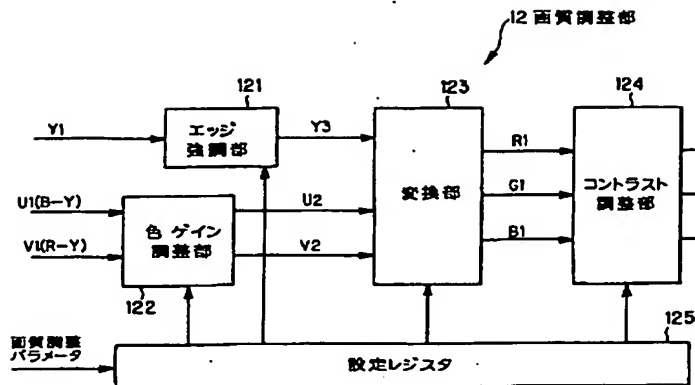 12 画質調整部
121
123
124
Y1
エッジ
強調部
Y3
R1
U1(B-Y)
U2
変換部
G1
コントラスト
調整部
V1(R-Y)
色ゲイン
調整部
V2
B1
122
125
画質調整
パラメータ
設定レジスタ